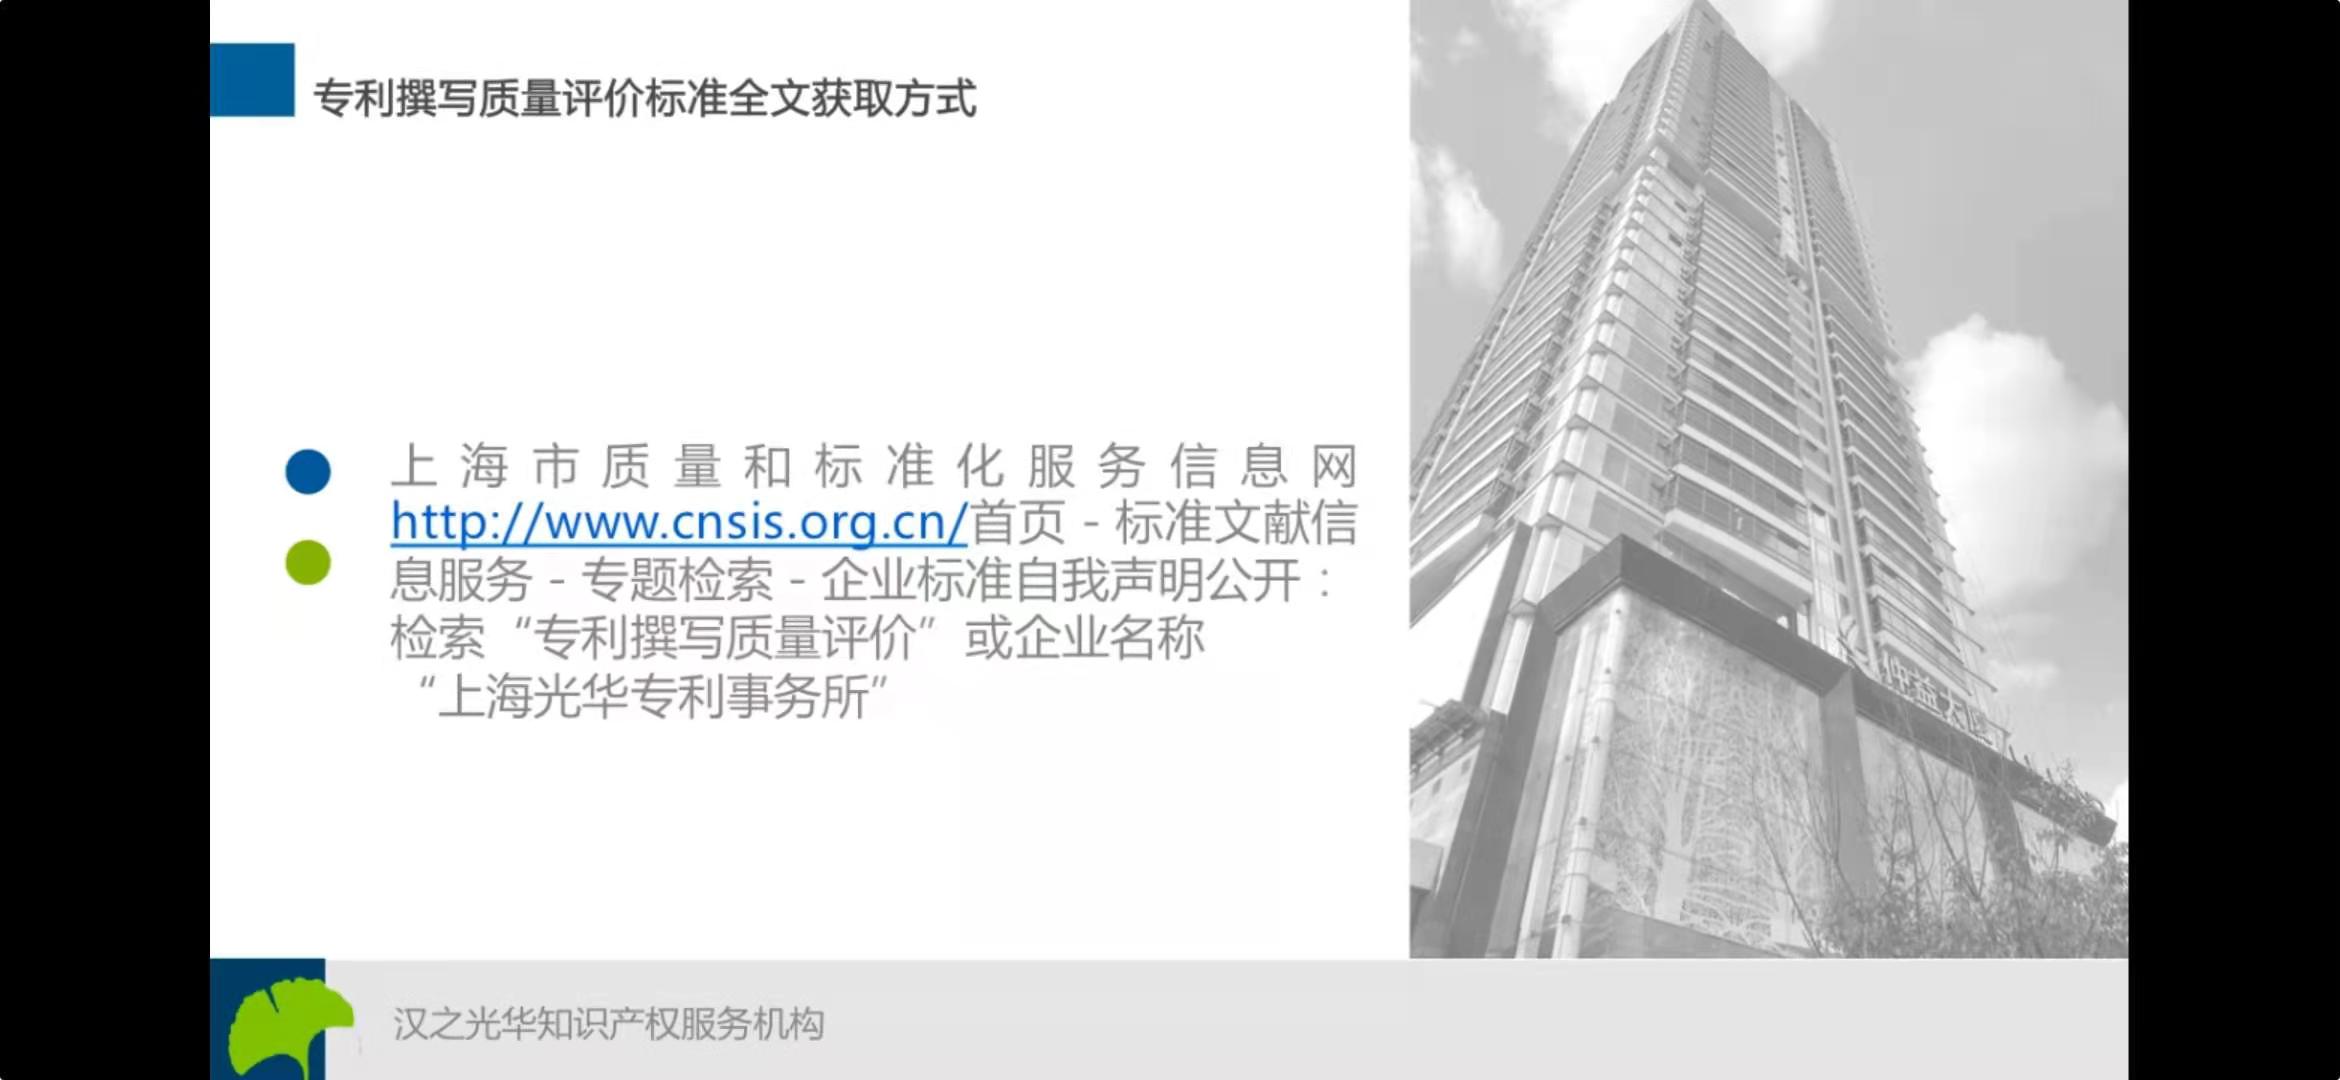 专利撰写质量评价标准全文获取方式
上海市质量和标准化服务信息网
http://www.cnsis.org.cn/首页-标准文献信
息服务-专题检索-企业标准自我声明公开：
检索“专利撰写质量评价”或企业名称
“上海光华专利事务所”
仲益大厦
汉之光华知识产权服务机构